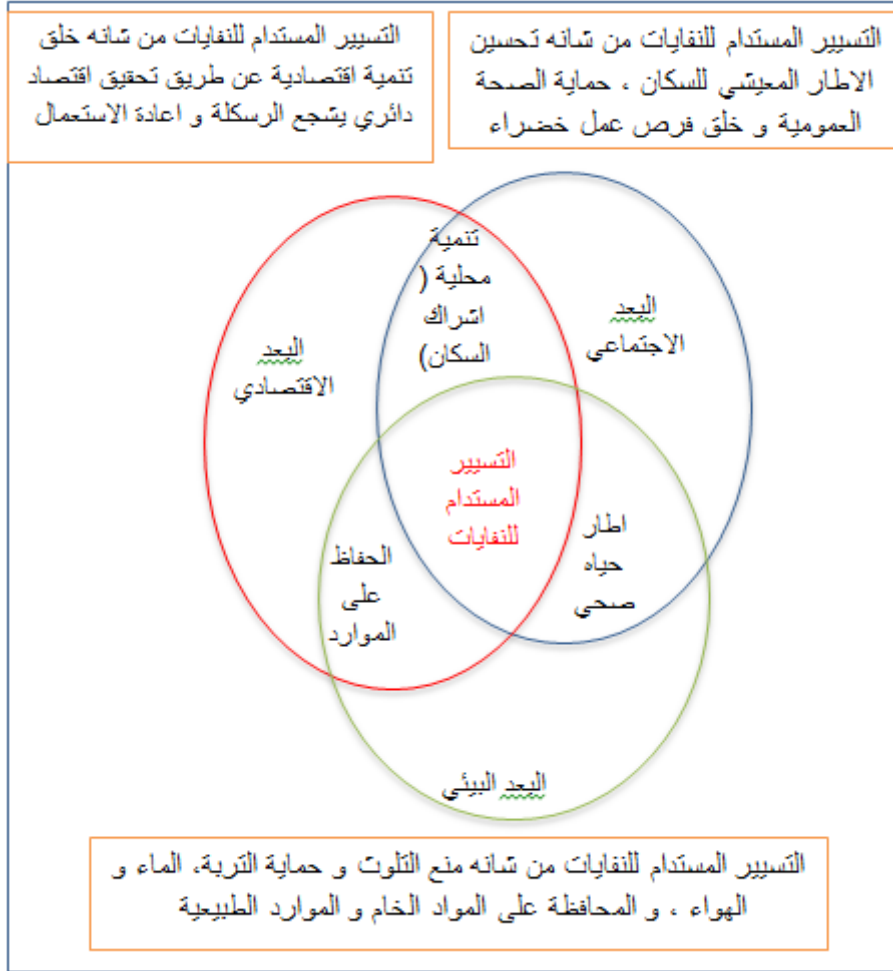 التسيير المستدام للنفايات من شانه تحسين
الاطار المعيشي للسكان ، حماية الصحة
العمومية و خلق فرص عمل خضراء
التسيير المستدام للنفايات من شانه خلق
تنمية اقتصادية عن طريق تحقيق اقتصاد
دائري يشجع الرسكلة و اعادة الاستعمال
تنمية
محلية (
اشراك
السكان)
البعد
الاجتماعي
البعد
الاقتصادي
التسيير
المستدام
للنفايات
اطار
حياه
صحي
الحفاظ
على
الموارد
البعد البيئي
التسيير المستدام للنفايات من شانه منع التلوث و حماية التربة، الماء و
الهواء ، و المحافظة على المواد الخام و الموارد الطبيعية